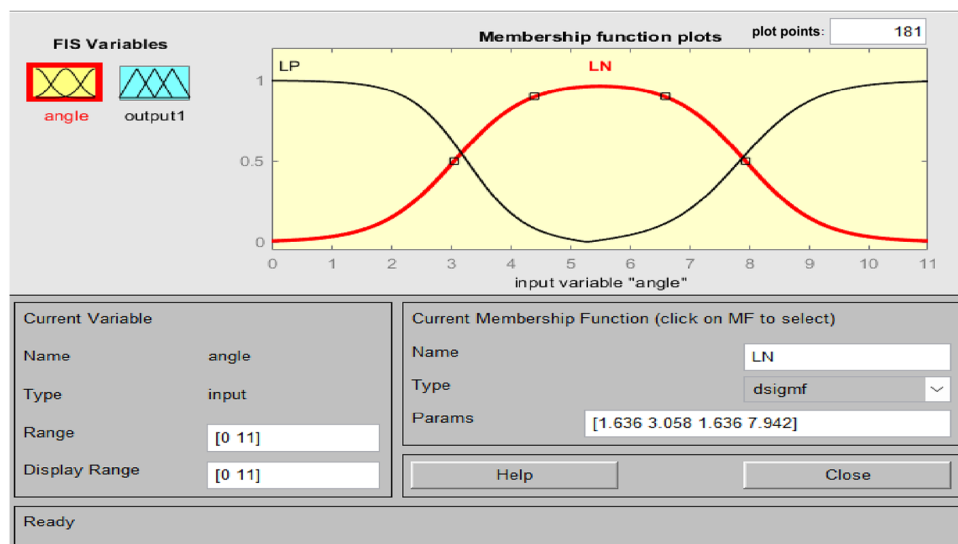 FIS Variables
Membership function plots
plot points: 181
angle output1
LP LN
1
0.5
0
0 1 2 3 4 5 6 7 8 9 10 11
input variable "angle"
Current Variable
Name angle
Type input
Range [0 11]
Display Range [0 11]
Current Membership Function (click on MF to select)
Name LN
Type dsigmf
Params [1.636 3.058 1.636 7.942]
Help Close
Ready